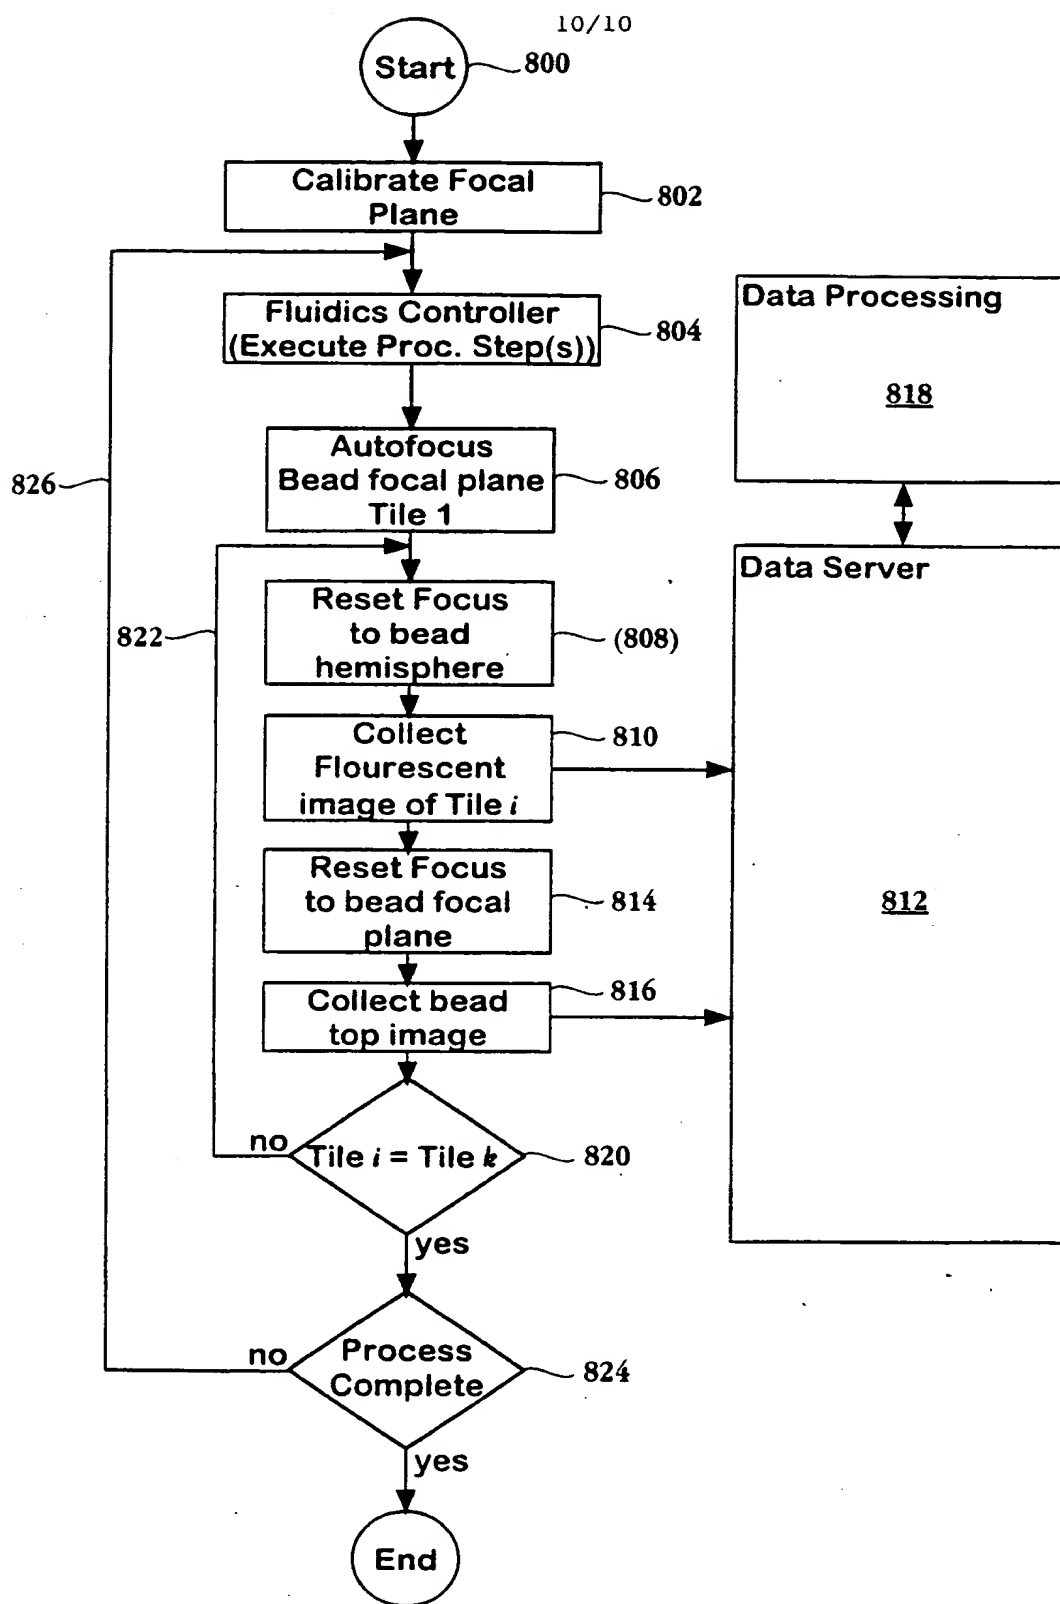 10/10
Start
800
Calibrate Focal
Plane
802
Fluidics Controller
(Execute Proc. Step(s))
804
Data Processing
818
Autofocus
Bead focal plane
Tile 1
806
826
Data Server
812
Reset Focus
to bead
hemisphere
(808)
822
Collect
Flourescent
image of Tile i
810
Reset Focus
to bead focal
plane
814
Collect bead
top image
816
no
Tile i = Tile k
820
yes
no
Process
Complete
824
yes
End